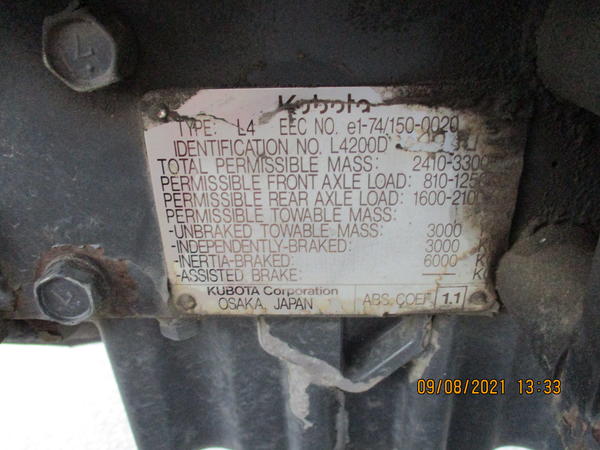 Kubota
TYPE: L4 EEC NO. e1-74/150-0020
IDENTIFICATION NO. L4200D
TOTAL PERMISSIBLE MASS: 2410-3300
PERMISSIBLE FRONT AXLE LOAD: 810-1250
PERMISSIBLE REAR AXLE LOAD: 1600-2100
PERMISSIBLE TOWABLE MASS:
-UNBRAKED TOWABLE MASS: 3000
-INDEPENDENTLY-BRAKED: 3000
-INERTIA-BRAKED: 6000 KG
-ASSISTED BRAKE: —— KG
KUBOTA Corporation
OSAKA, JAPAN
ABS. COEF. 1.1
L
L
09/08/2021 13:33